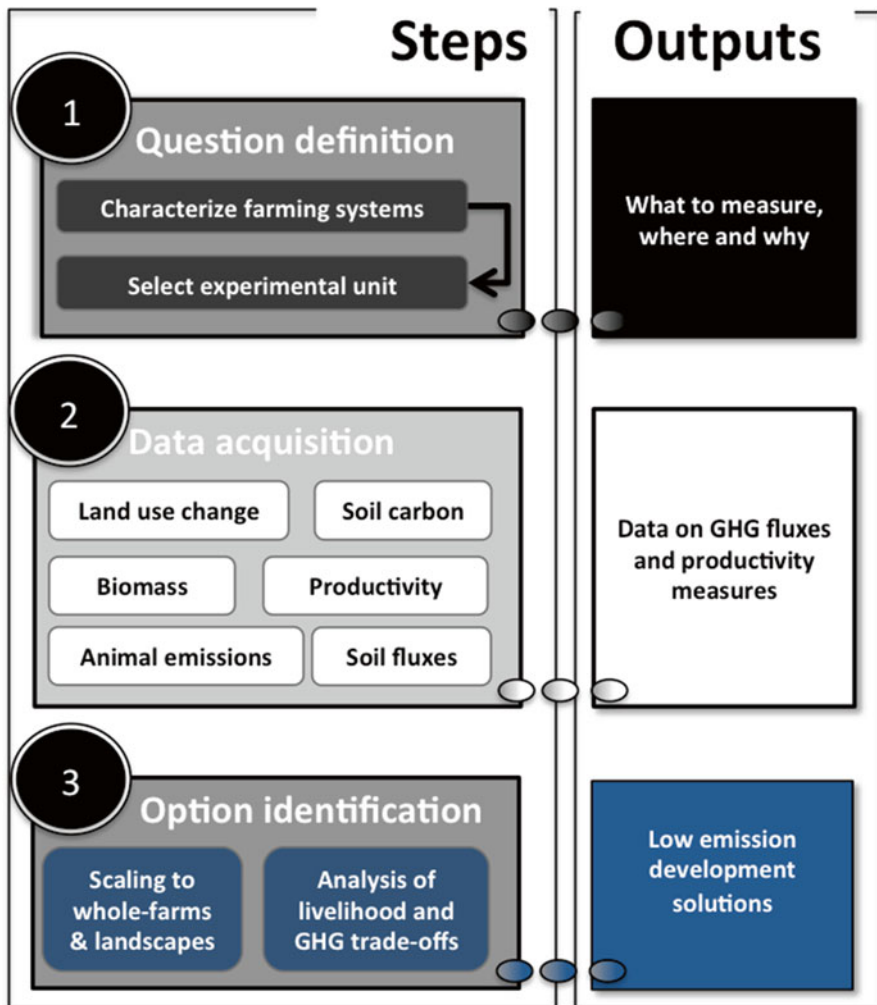 Steps
Outputs
1
Question definition
Characterize farming systems
Select experimental unit
What to measure,
where and why
2
Data acquisition
Land use change
Soil carbon
Biomass
Productivity
Animal emissions
Soil fluxes
Data on GHG fluxes
and productivity
measures
3
Option identification
Scaling to
whole-farms
& landscapes
Analysis of
livelihood and
GHG trade-offs
Low emission
development
solutions